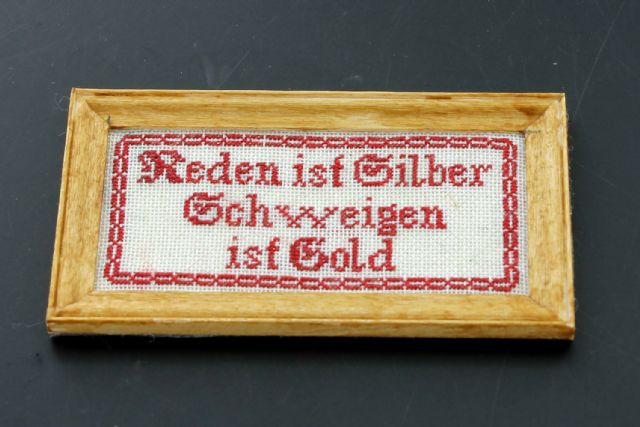 Reden ist Silber
Schweigen
ist Gold